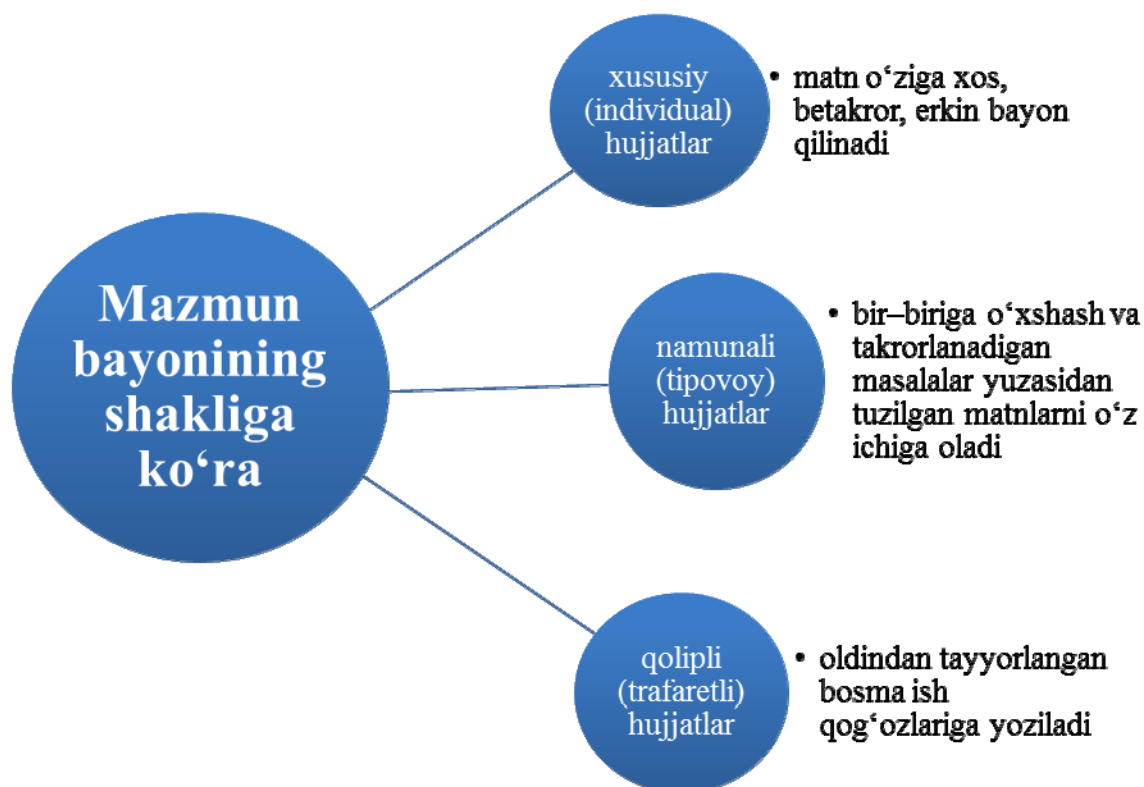 Mazmun
bayonining
shakliga
ko‘ra
xususiy
(individual)
hujjatlar
• matn o‘ziga xos,
betakror, erkin bayon
qilinadi
namunali
(tipovoy)
hujjatlar
• bir–biriga o‘xshash va
takrorlanadigan
masalalar yuzasidan
tuzilgan matnlarni o‘z
ichiga oladi
qolipli
(trafaretli)
hujjatlar
• oldindan tayyorlangan
bosma ish
qog‘ozlariga yoziladi